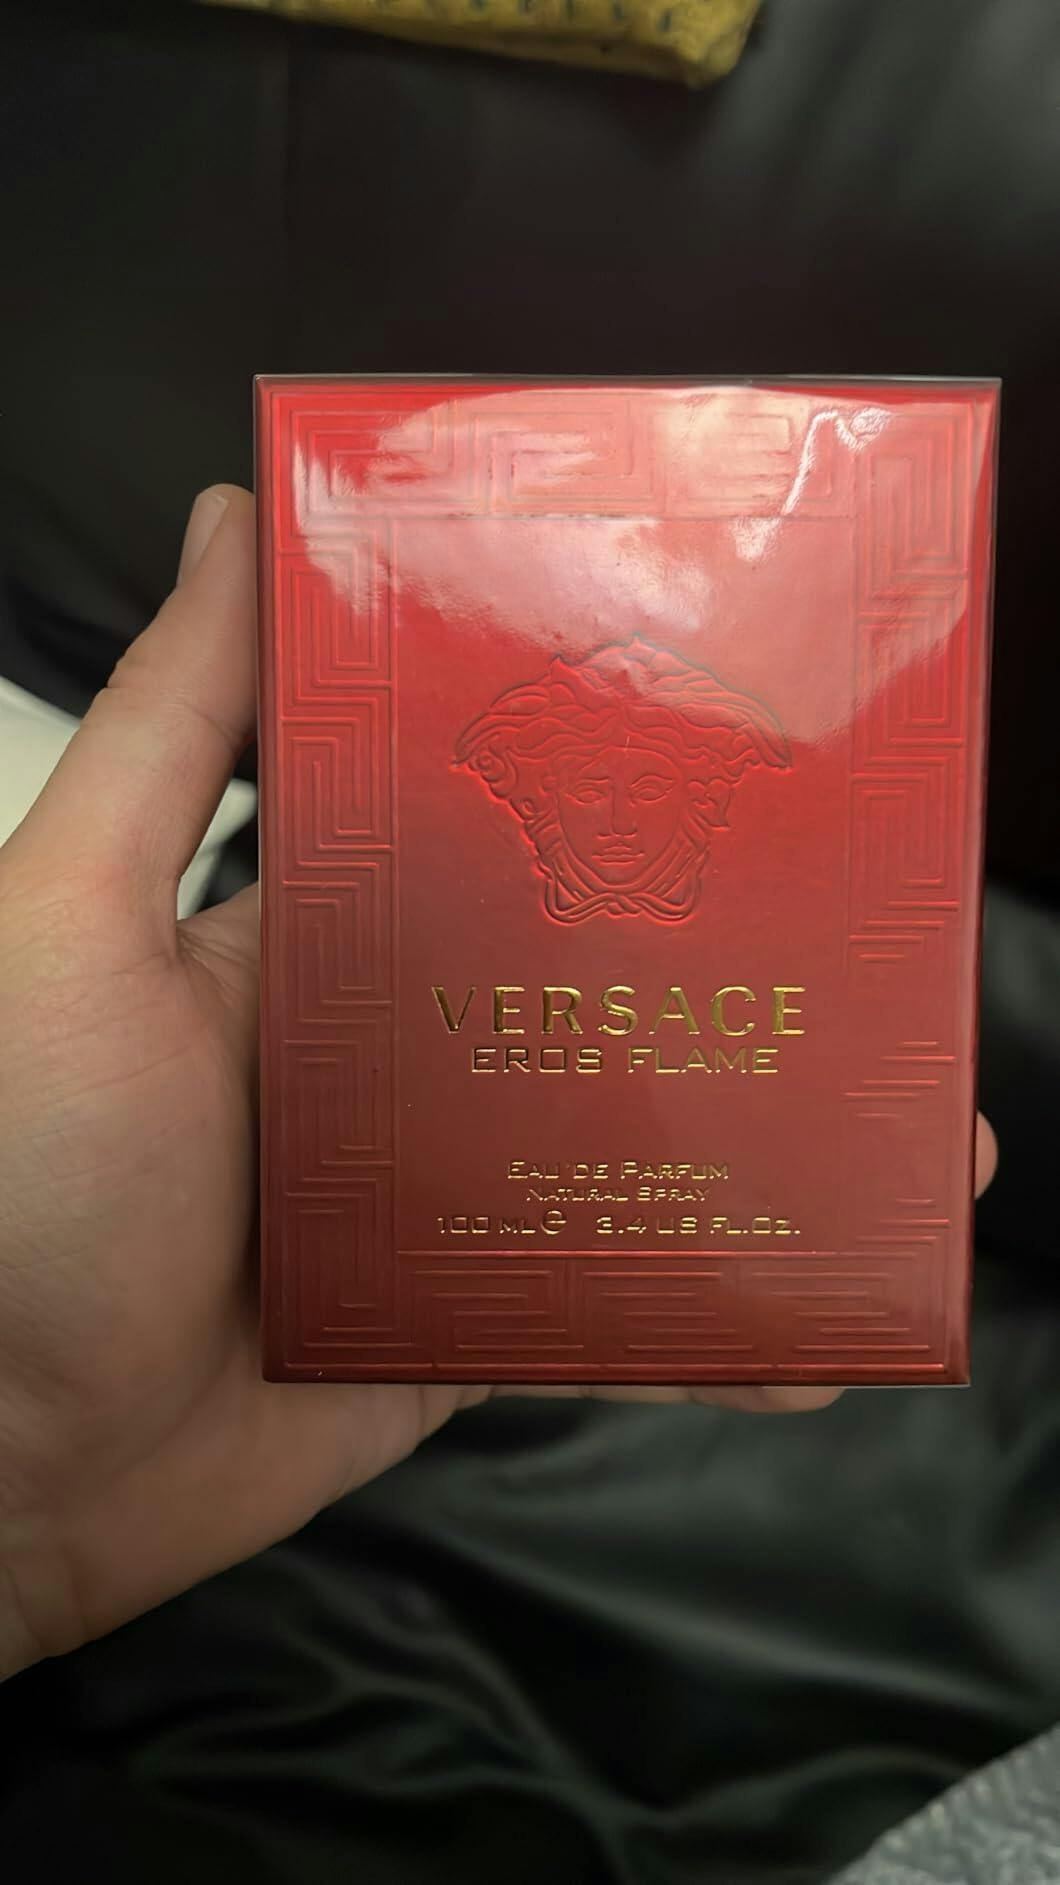 VERSACE
EROS FLAME
EAU DE PARFUM
NATURAL SPRAY
100 ML ℮ 3.4 US FL.OZ.